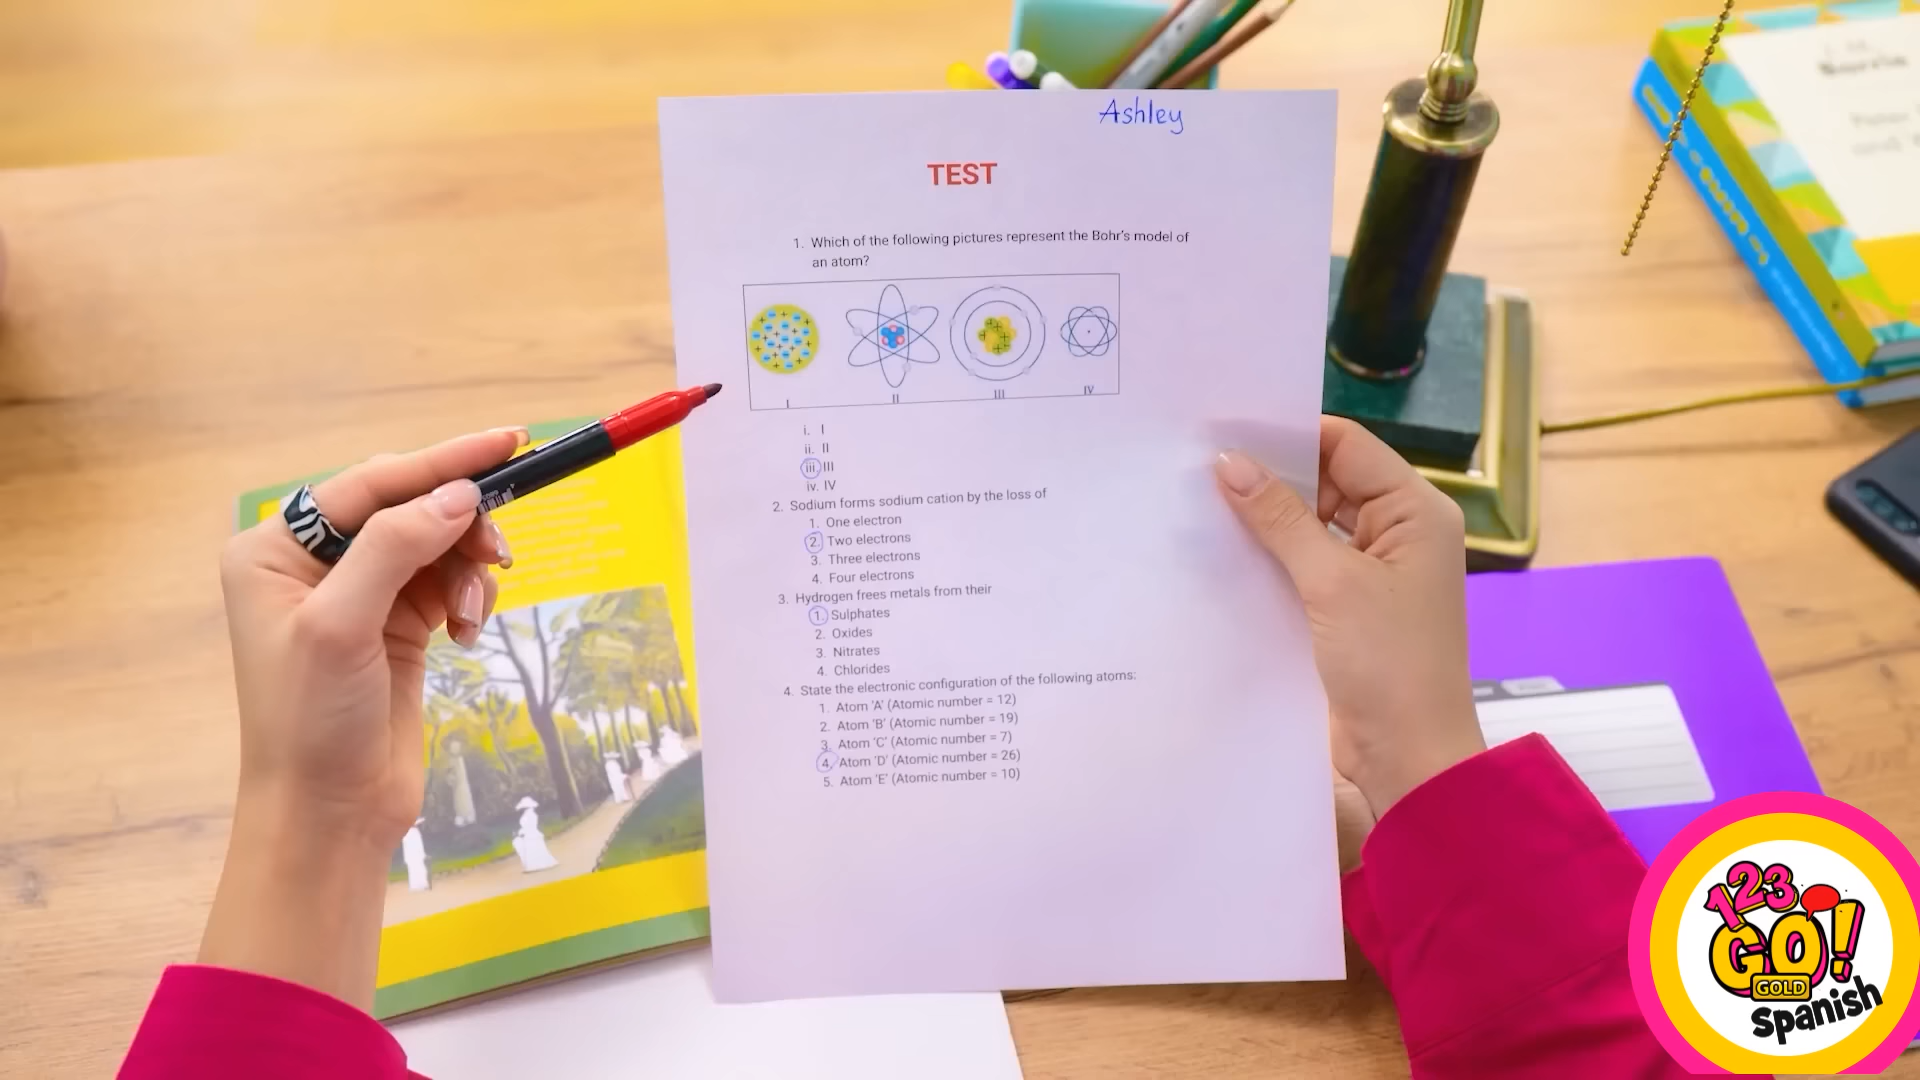 Ashley
TEST
1. Which of the following pictures represent the Bohr's model of
an atom?
I II III IV
i. I
ii. II
iii. III
iv. IV
2. Sodium forms sodium cation by the loss of
1. One electron
2. Two electrons
3. Three electrons
4. Four electrons
3. Hydrogen frees metals from their
1. Sulphates
2. Oxides
3. Nitrates
4. Chlorides
4. State the electronic configuration of the following atoms:
1. Atom 'A' (Atomic number = 12)
2. Atom 'B' (Atomic number = 19)
3. Atom 'C' (Atomic number = 7)
4. Atom 'D' (Atomic number = 26)
5. Atom 'E' (Atomic number = 10)
123
GO!
GOLD
Spanish